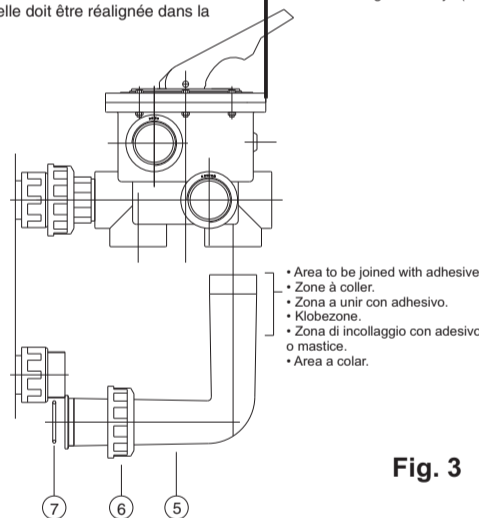 elle doit être réalignée dans la
• Area to be joined with adhesive
• Zone à coller.
• Zona a unir con adhesivo.
• Klobezone.
• Zona di incollaggio con adesivo
o mastice.
• Area a colar.
Fig. 3
7 6 5